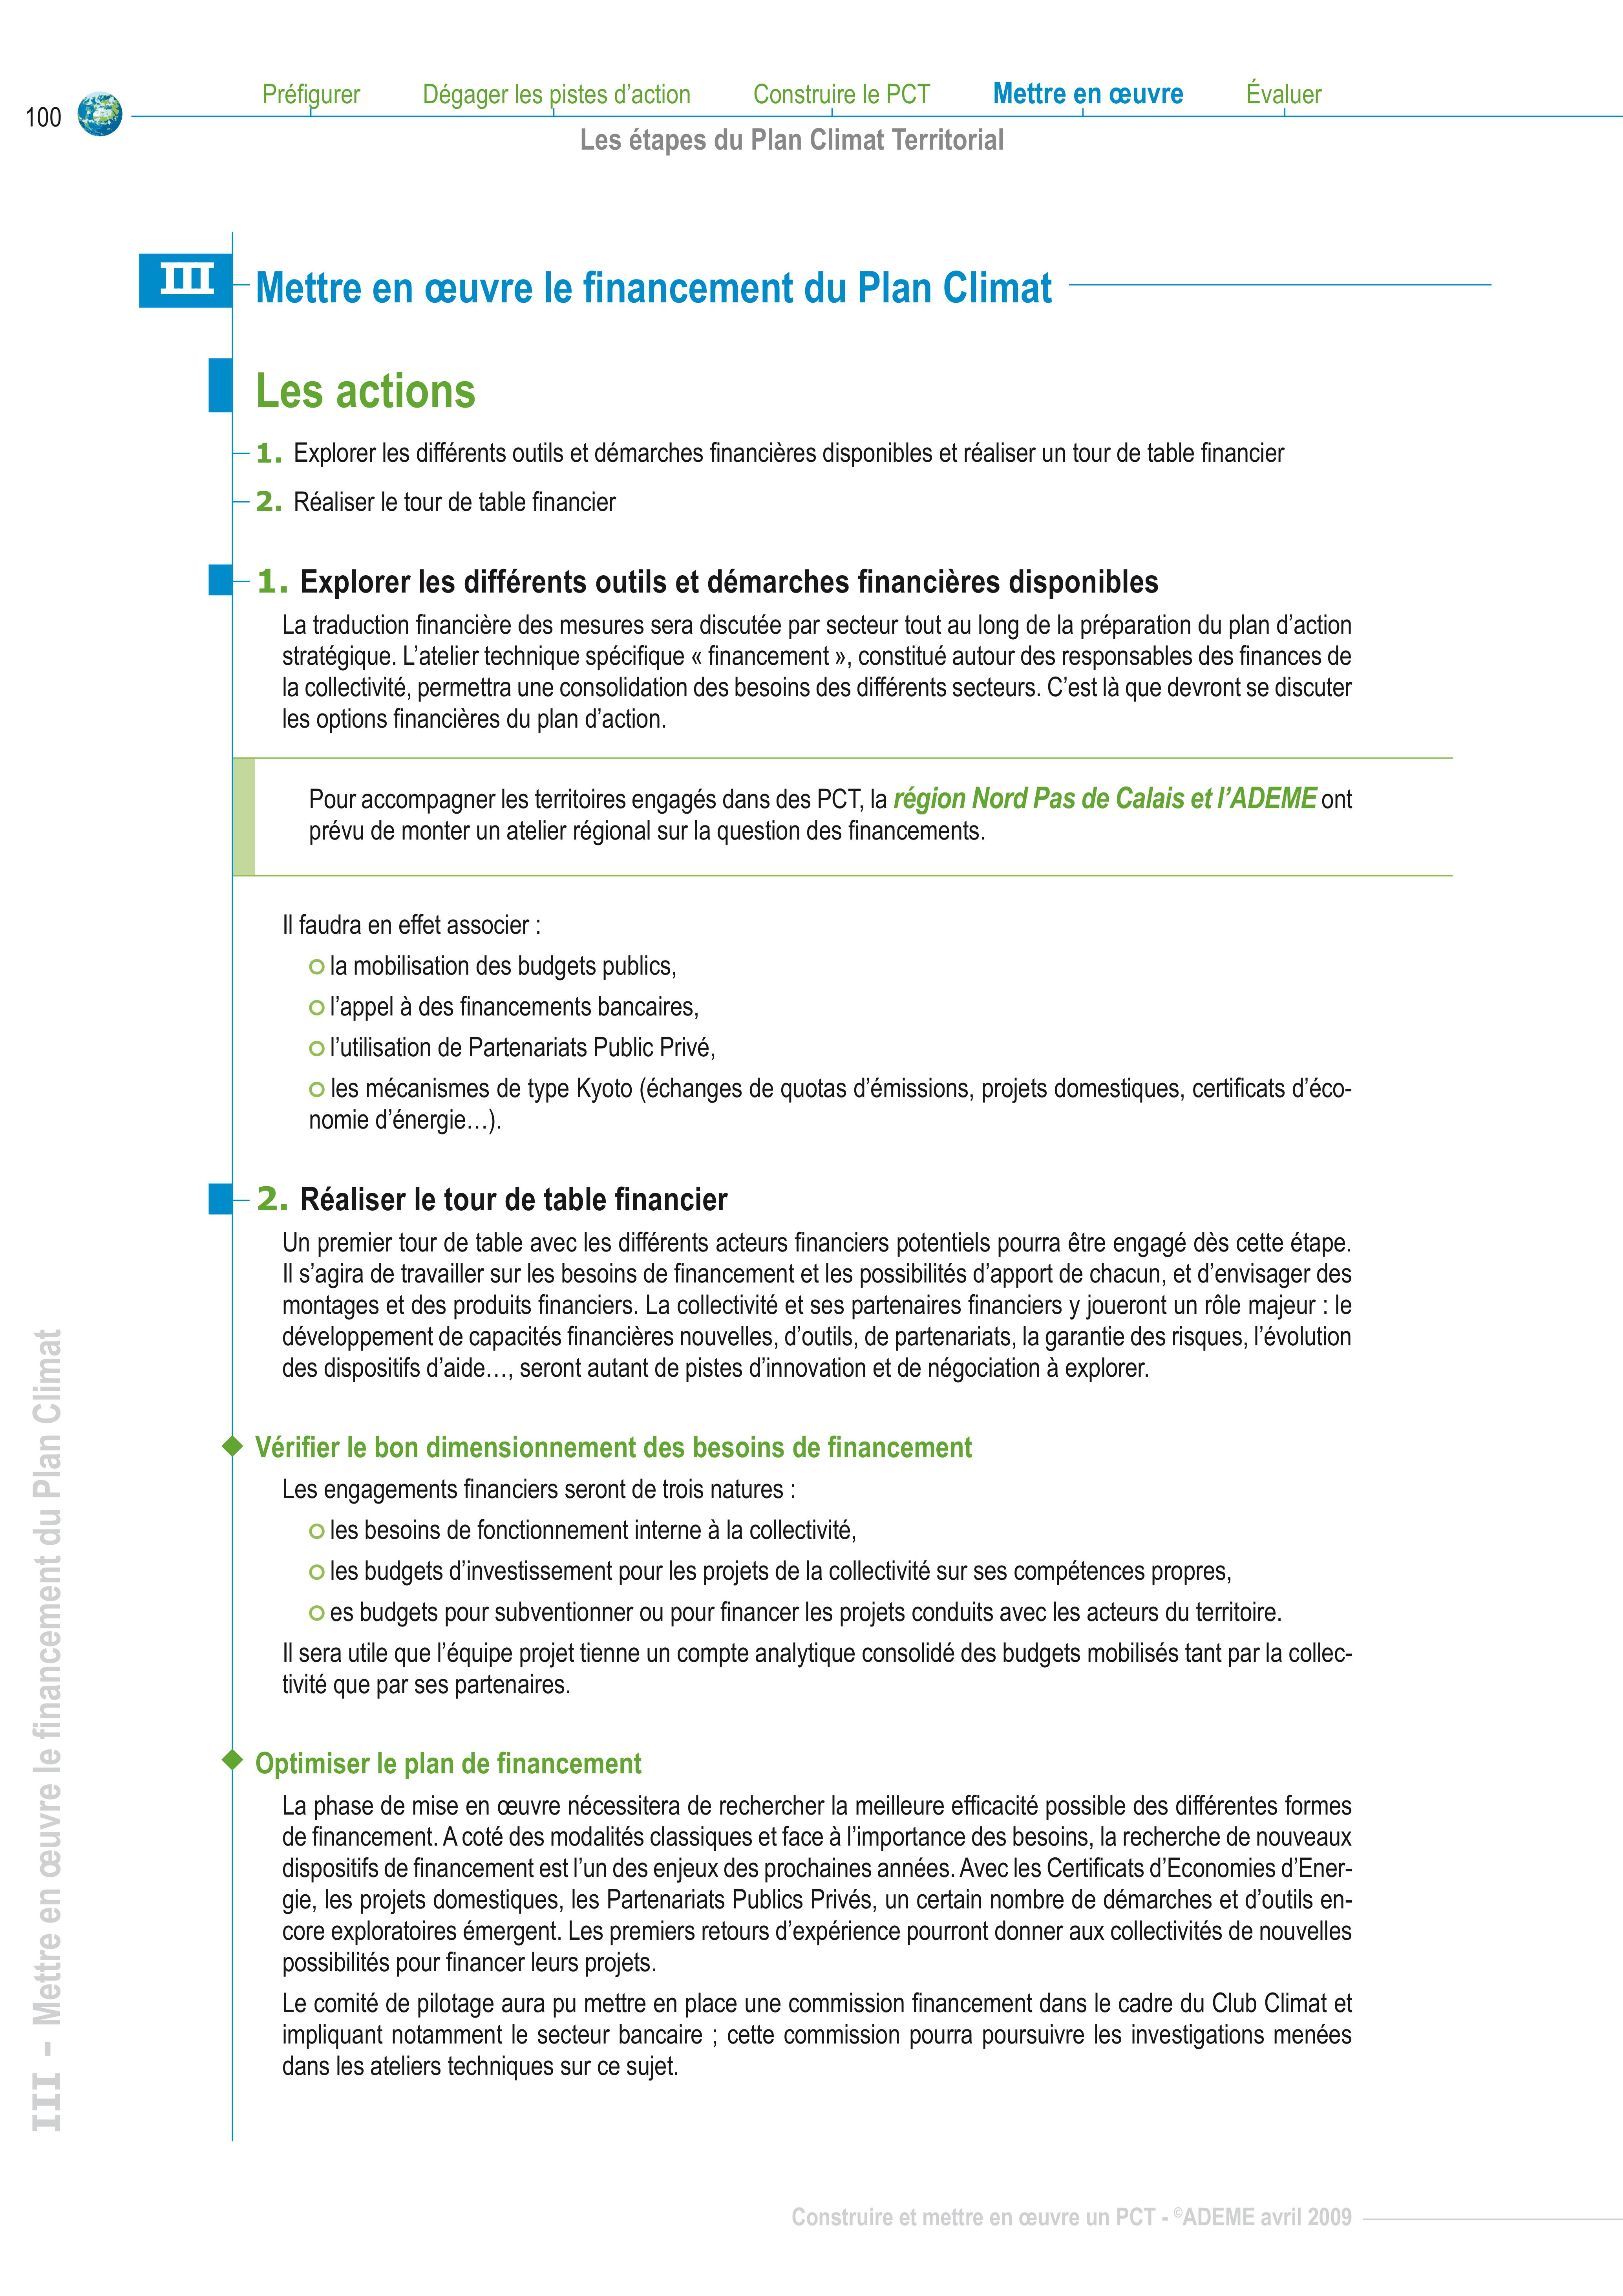 100
Préfigurer Dégager les pistes d’action Construire le PCT Mettre en œuvre Évaluer
Les étapes du Plan Climat Territorial
III Mettre en œuvre le financement du Plan Climat
Les actions
1. Explorer les différents outils et démarches financières disponibles et réaliser un tour de table financier
2. Réaliser le tour de table financier
1. Explorer les différents outils et démarches financières disponibles
La traduction financière des mesures sera discutée par secteur tout au long de la préparation du plan d’action
stratégique. L’atelier technique spécifique « financement », constitué autour des responsables des finances de
la collectivité, permettra une consolidation des besoins des différents secteurs. C’est là que devront se discuter
les options financières du plan d’action.
Pour accompagner les territoires engagés dans des PCT, la région Nord Pas de Calais et l’ADEME ont
prévu de monter un atelier régional sur la question des financements.
Il faudra en effet associer :
la mobilisation des budgets publics,
l’appel à des financements bancaires,
l’utilisation de Partenariats Public Privé,
les mécanismes de type Kyoto (échanges de quotas d’émissions, projets domestiques, certificats d’éco-
nomie d’énergie…).
2. Réaliser le tour de table financier
Un premier tour de table avec les différents acteurs financiers potentiels pourra être engagé dès cette étape.
Il s’agira de travailler sur les besoins de financement et les possibilités d’apport de chacun, et d’envisager des
montages et des produits financiers. La collectivité et ses partenaires financiers y joueront un rôle majeur : le
développement de capacités financières nouvelles, d’outils, de partenariats, la garantie des risques, l’évolution
des dispositifs d’aide…, seront autant de pistes d’innovation et de négociation à explorer.
Vérifier le bon dimensionnement des besoins de financement
Les engagements financiers seront de trois natures :
les besoins de fonctionnement interne à la collectivité,
les budgets d’investissement pour les projets de la collectivité sur ses compétences propres,
es budgets pour subventionner ou pour financer les projets conduits avec les acteurs du territoire.
Il sera utile que l’équipe projet tienne un compte analytique consolidé des budgets mobilisés tant par la collec-
tivité que par ses partenaires.
Optimiser le plan de financement
La phase de mise en œuvre nécessitera de rechercher la meilleure efficacité possible des différentes formes
de financement. A coté des modalités classiques et face à l’importance des besoins, la recherche de nouveaux
dispositifs de financement est l’un des enjeux des prochaines années. Avec les Certificats d’Economies d’Ener-
gie, les projets domestiques, les Partenariats Publics Privés, un certain nombre de démarches et d’outils en-
core exploratoires émergent. Les premiers retours d’expérience pourront donner aux collectivités de nouvelles
possibilités pour financer leurs projets.
Le comité de pilotage aura pu mettre en place une commission financement dans le cadre du Club Climat et
impliquant notamment le secteur bancaire ; cette commission pourra poursuivre les investigations menées
dans les ateliers techniques sur ce sujet.
III – Mettre en œuvre le financement du Plan Climat
Construire et mettre en œuvre un PCT - ©ADEME avril 2009